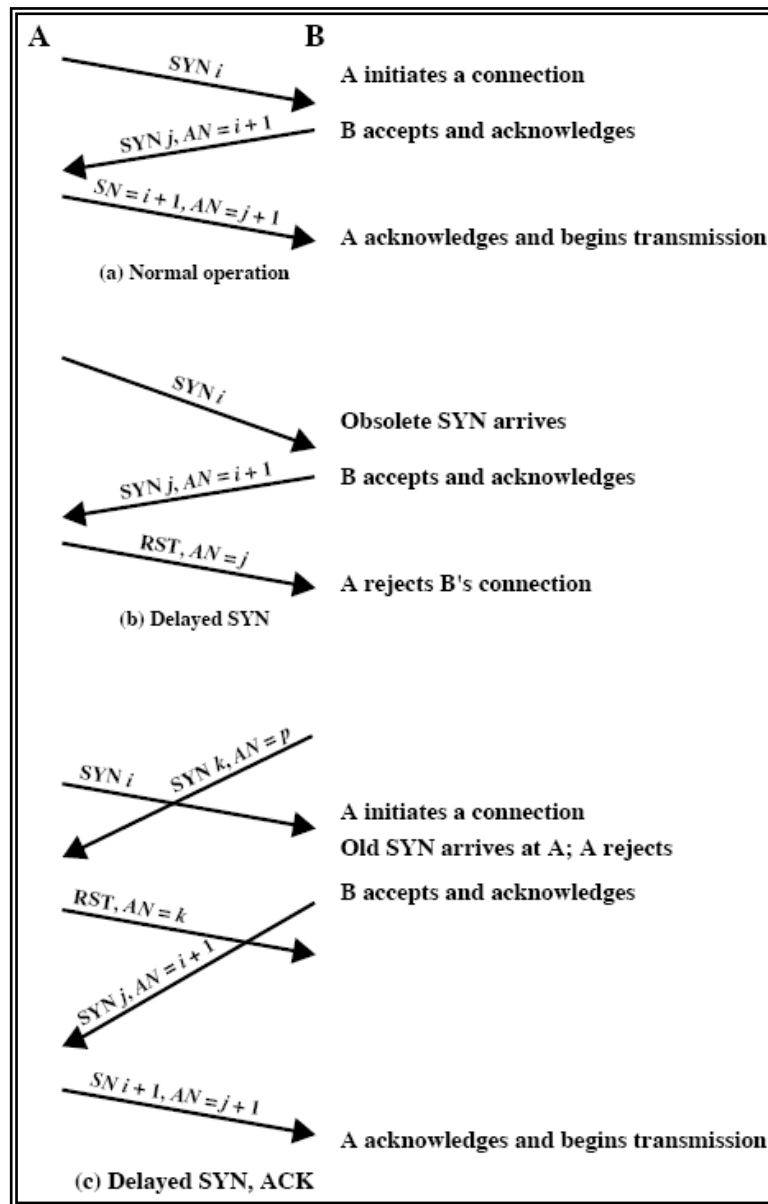 A B
SYN i
A initiates a connection
SYN j, AN = i + 1
B accepts and acknowledges
SN = i + 1, AN = j + 1
A acknowledges and begins transmission
(a) Normal operation
SYN i
Obsolete SYN arrives
SYN j, AN = i + 1
B accepts and acknowledges
RST, AN = j
A rejects B's connection
(b) Delayed SYN
SYN k, AN = p
SYN i
A initiates a connection
Old SYN arrives at A; A rejects
B accepts and acknowledges
RST, AN = k
SYN j, AN = i + 1
SN i + 1, AN = j + 1
A acknowledges and begins transmission
(c) Delayed SYN, ACK